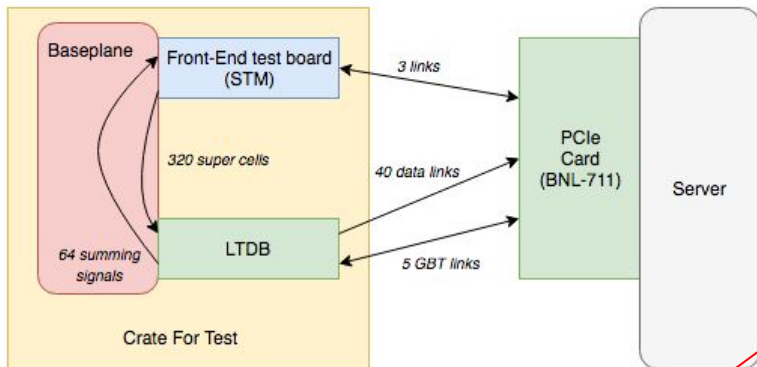 Baseplane
Front-End test board
(STM)
3 links
320 super cells
40 data links
PCIe
Card
(BNL-711)
Server
64 summing
signals
LTDB
5 GBT links
Crate For Test